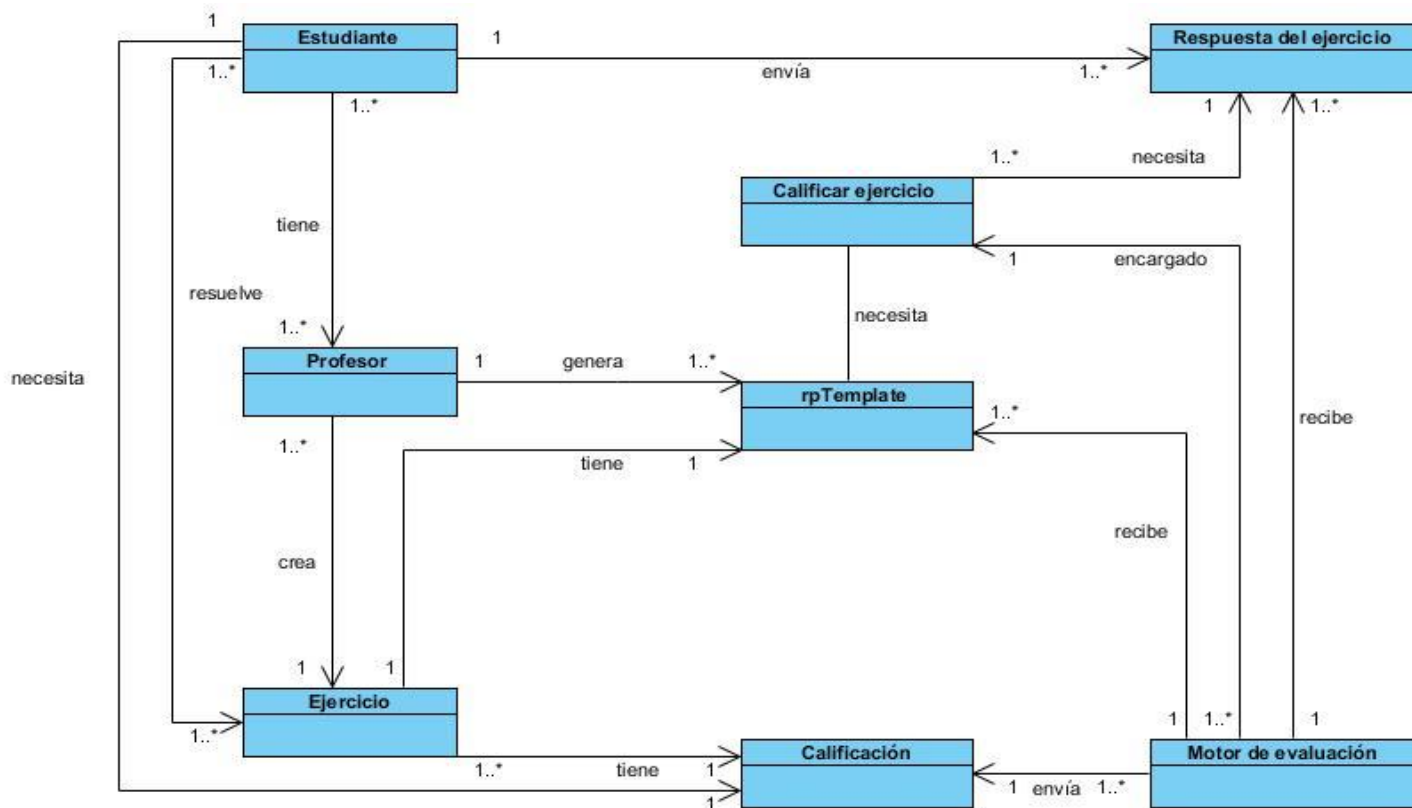 1
Estudiante
1
Respuesta del ejercicio
1..*
envía
1..*
1..*
1
1..*
1..*
necesita
Calificar ejercicio
tiene
1
encargado
resuelve
necesita
1..*
Profesor
1
genera
1..*
necesita
rpTemplate
1..*
recibe
1..*
tiene
1
recibe
crea
1
1
Ejercicio
1..*
1
1..*
1
Calificación
Motor de evaluación
1..*
tiene
1
1
envía
1..*
1